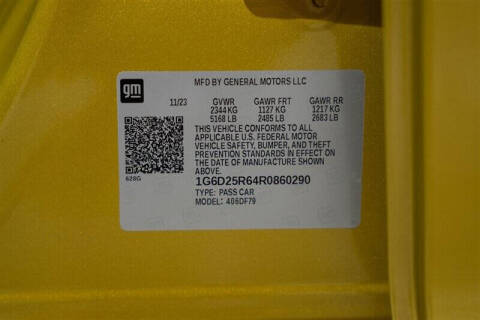 gm
MFD BY GENERAL MOTORS LLC
11/23 GVWR GAWR FRT GAWR RR
2344 KG 1127 KG 1217 KG
5168 LB 2485 LB 2683 LB
THIS VEHICLE CONFORMS TO ALL
APPLICABLE U.S. FEDERAL MOTOR
VEHICLE SAFETY, BUMPER, AND THEFT
PREVENTION STANDARDS IN EFFECT ON
THE DATE OF MANUFACTURE SHOWN
ABOVE.
628G
1G6D25R64R0860290
TYPE: PASS CAR
MODEL: 406DF79